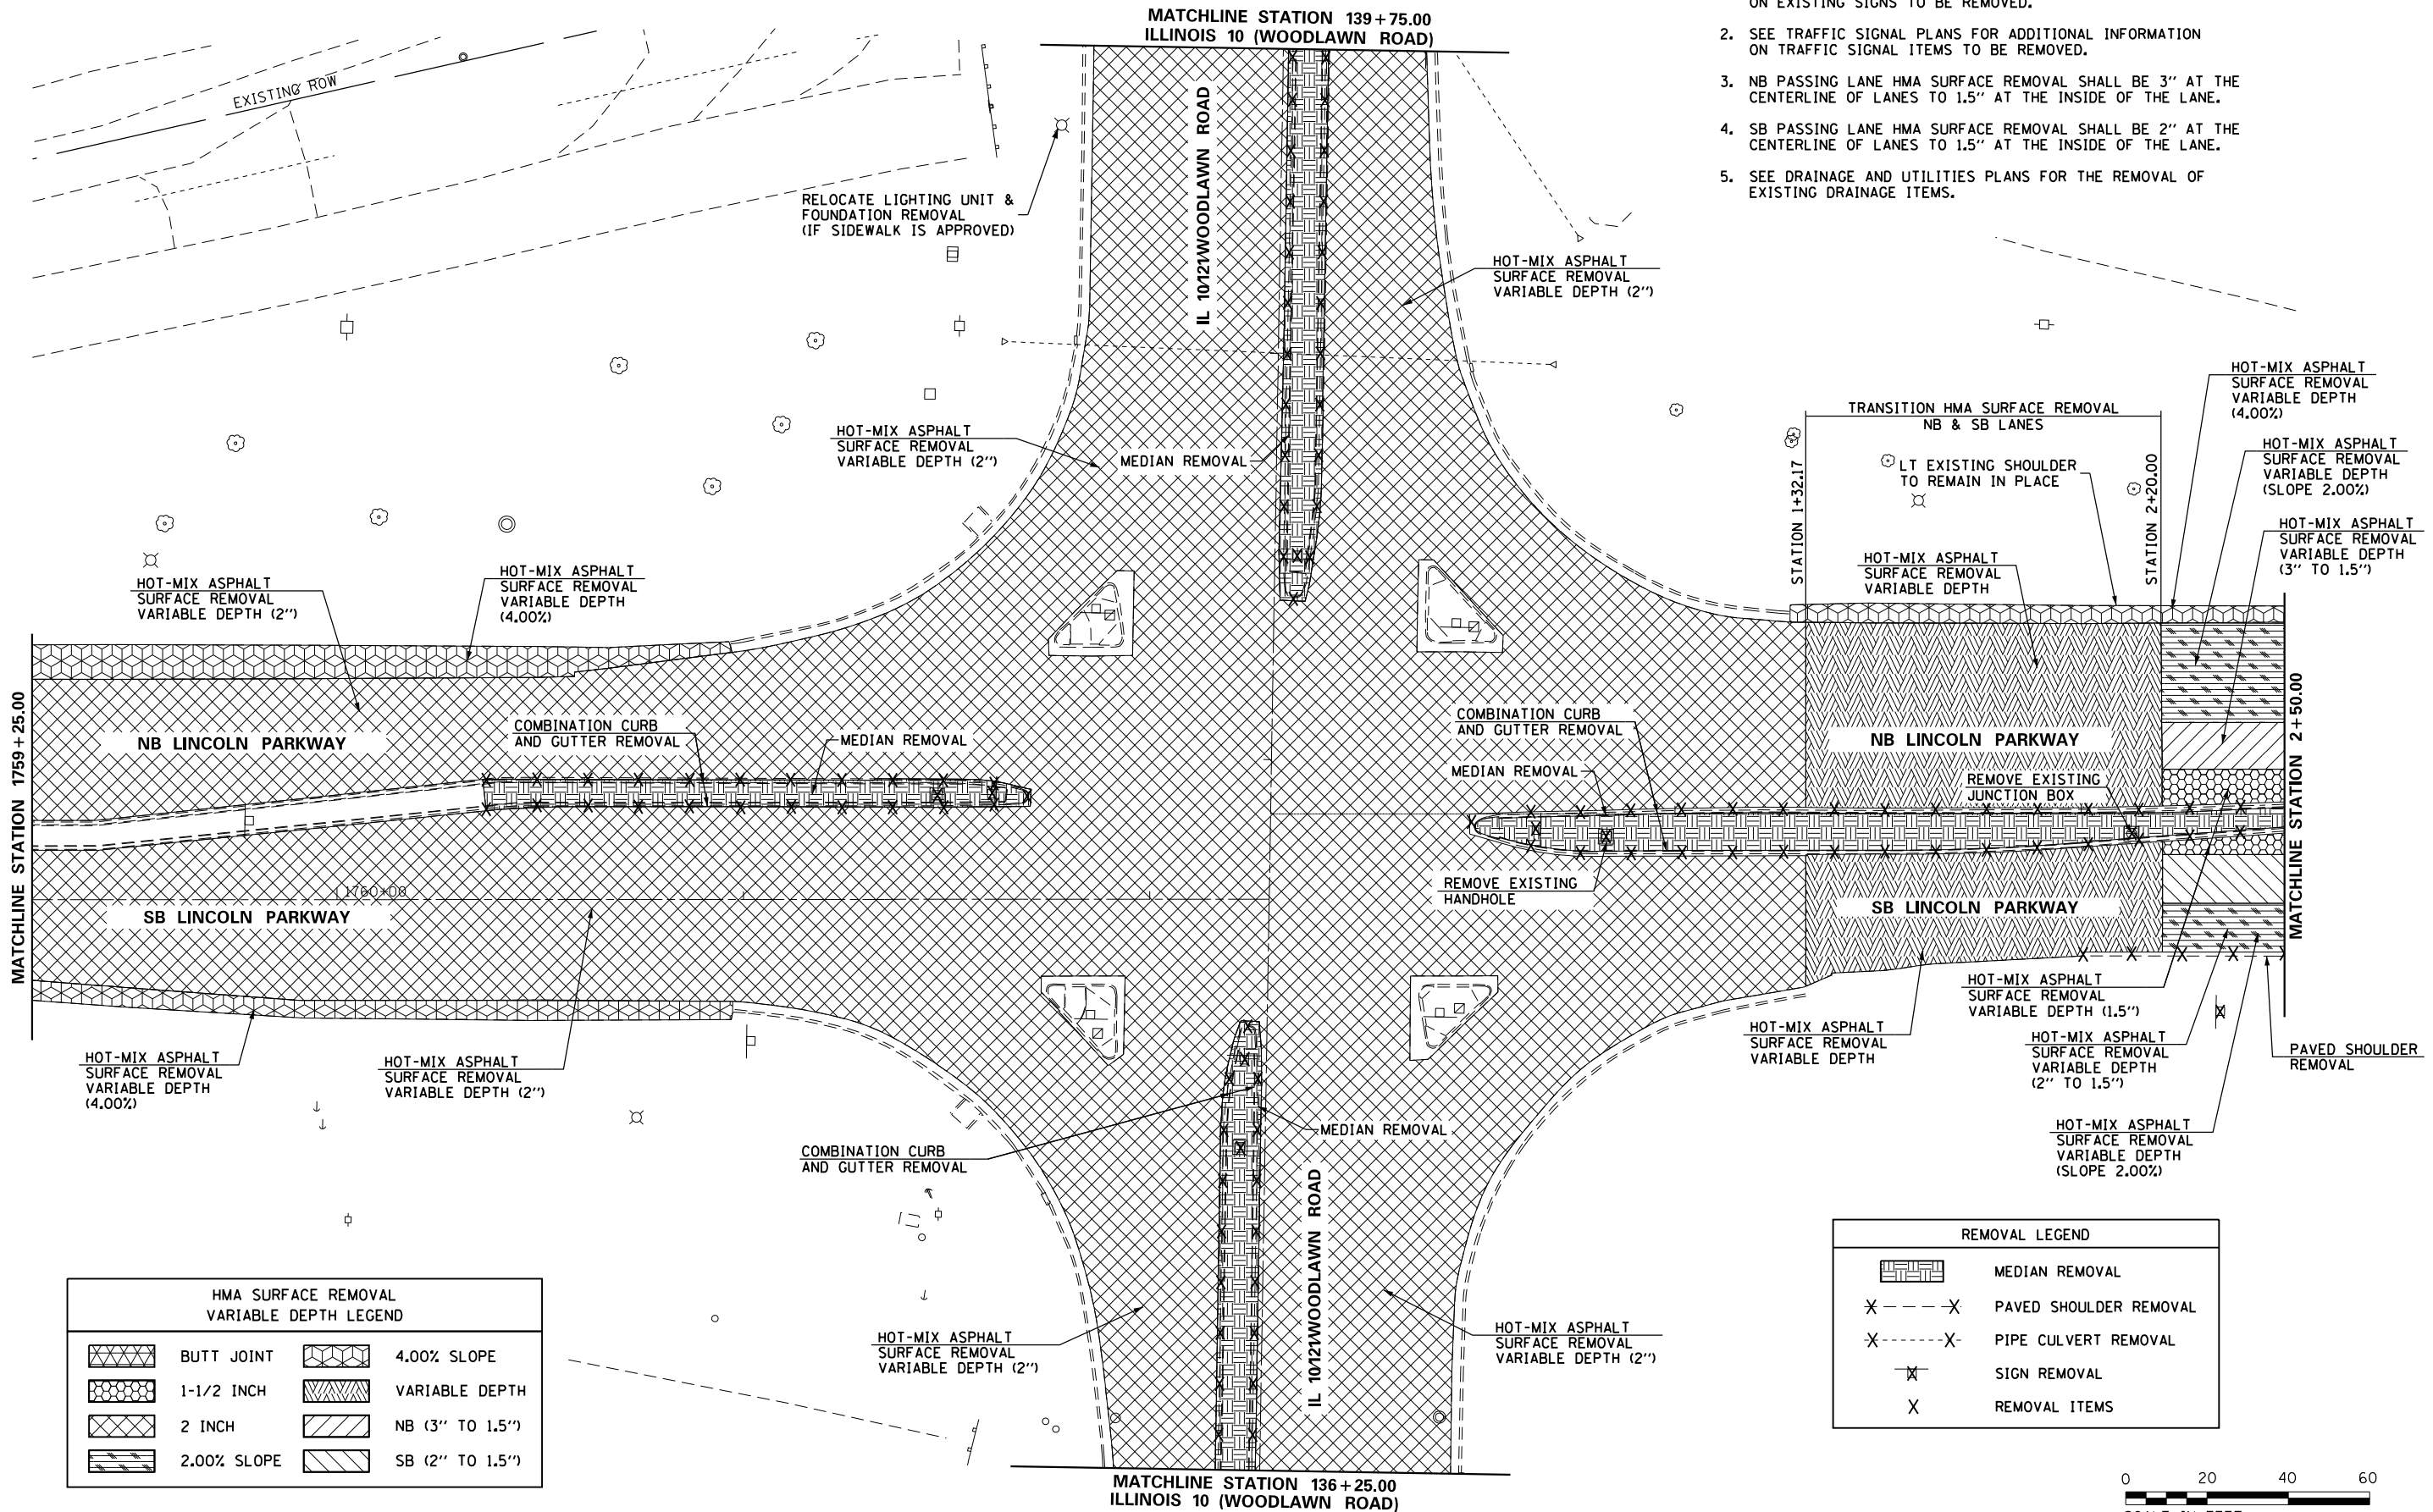 MATCHLINE STATION 139+75.00
ILLINOIS 10 (WOODLAWN ROAD)
ON EXISTING SIGNS TO BE REMOVED.
2. SEE TRAFFIC SIGNAL PLANS FOR ADDITIONAL INFORMATION
ON TRAFFIC SIGNAL ITEMS TO BE REMOVED.
3. NB PASSING LANE HMA SURFACE REMOVAL SHALL BE 3" AT THE
CENTERLINE OF LANES TO 1.5" AT THE INSIDE OF THE LANE.
4. SB PASSING LANE HMA SURFACE REMOVAL SHALL BE 2" AT THE
CENTERLINE OF LANES TO 1.5" AT THE INSIDE OF THE LANE.
5. SEE DRAINAGE AND UTILITIES PLANS FOR THE REMOVAL OF
EXISTING DRAINAGE ITEMS.
EXISTING ROW
RELOCATE LIGHTING UNIT &
FOUNDATION REMOVAL
(IF SIDEWALK IS APPROVED)
IL 10/121/WOODLAWN ROAD
HOT-MIX ASPHALT
SURFACE REMOVAL
VARIABLE DEPTH (2")
HOT-MIX ASPHALT
SURFACE REMOVAL
VARIABLE DEPTH (2")
MEDIAN REMOVAL
TRANSITION HMA SURFACE REMOVAL
NB & SB LANES
LT EXISTING SHOULDER
TO REMAIN IN PLACE
STATION 1+32.17
STATION 2+20.00
HOT-MIX ASPHALT
SURFACE REMOVAL
VARIABLE DEPTH
(4.00%)
HOT-MIX ASPHALT
SURFACE REMOVAL
VARIABLE DEPTH
(SLOPE 2.00%)
HOT-MIX ASPHALT
SURFACE REMOVAL
VARIABLE DEPTH
(3" TO 1.5")
HOT-MIX ASPHALT
SURFACE REMOVAL
VARIABLE DEPTH
HOT-MIX ASPHALT
SURFACE REMOVAL
VARIABLE DEPTH (2")
HOT-MIX ASPHALT
SURFACE REMOVAL
VARIABLE DEPTH
(4.00%)
MATCHLINE STATION 1759+25.00
NB LINCOLN PARKWAY
COMBINATION CURB
AND GUTTER REMOVAL
MEDIAN REMOVAL
COMBINATION CURB
AND GUTTER REMOVAL
MEDIAN REMOVAL
NB LINCOLN PARKWAY
REMOVE EXISTING
JUNCTION BOX
MATCHLINE STATION 2+50.00
1760+00
SB LINCOLN PARKWAY
REMOVE EXISTING
HANDHOLE
SB LINCOLN PARKWAY
HOT-MIX ASPHALT
SURFACE REMOVAL
VARIABLE DEPTH
(4.00%)
HOT-MIX ASPHALT
SURFACE REMOVAL
VARIABLE DEPTH (2")
HOT-MIX ASPHALT
SURFACE REMOVAL
VARIABLE DEPTH
HOT-MIX ASPHALT
SURFACE REMOVAL
VARIABLE DEPTH (1.5")
HOT-MIX ASPHALT
SURFACE REMOVAL
VARIABLE DEPTH
(2" TO 1.5")
PAVED SHOULDER
REMOVAL
HOT-MIX ASPHALT
SURFACE REMOVAL
VARIABLE DEPTH
(SLOPE 2.00%)
COMBINATION CURB
AND GUTTER REMOVAL
MEDIAN REMOVAL
IL 10/121/WOODLAWN ROAD
HOT-MIX ASPHALT
SURFACE REMOVAL
VARIABLE DEPTH (2")
HOT-MIX ASPHALT
SURFACE REMOVAL
VARIABLE DEPTH (2")
HMA SURFACE REMOVAL
VARIABLE DEPTH LEGEND
BUTT JOINT
4.00% SLOPE
1-1/2 INCH
VARIABLE DEPTH
2 INCH
NB (3" TO 1.5")
2.00% SLOPE
SB (2" TO 1.5")
REMOVAL LEGEND
MEDIAN REMOVAL
PAVED SHOULDER REMOVAL
PIPE CULVERT REMOVAL
SIGN REMOVAL
X REMOVAL ITEMS
MATCHLINE STATION 136+25.00
ILLINOIS 10 (WOODLAWN ROAD)
0 20 40 60